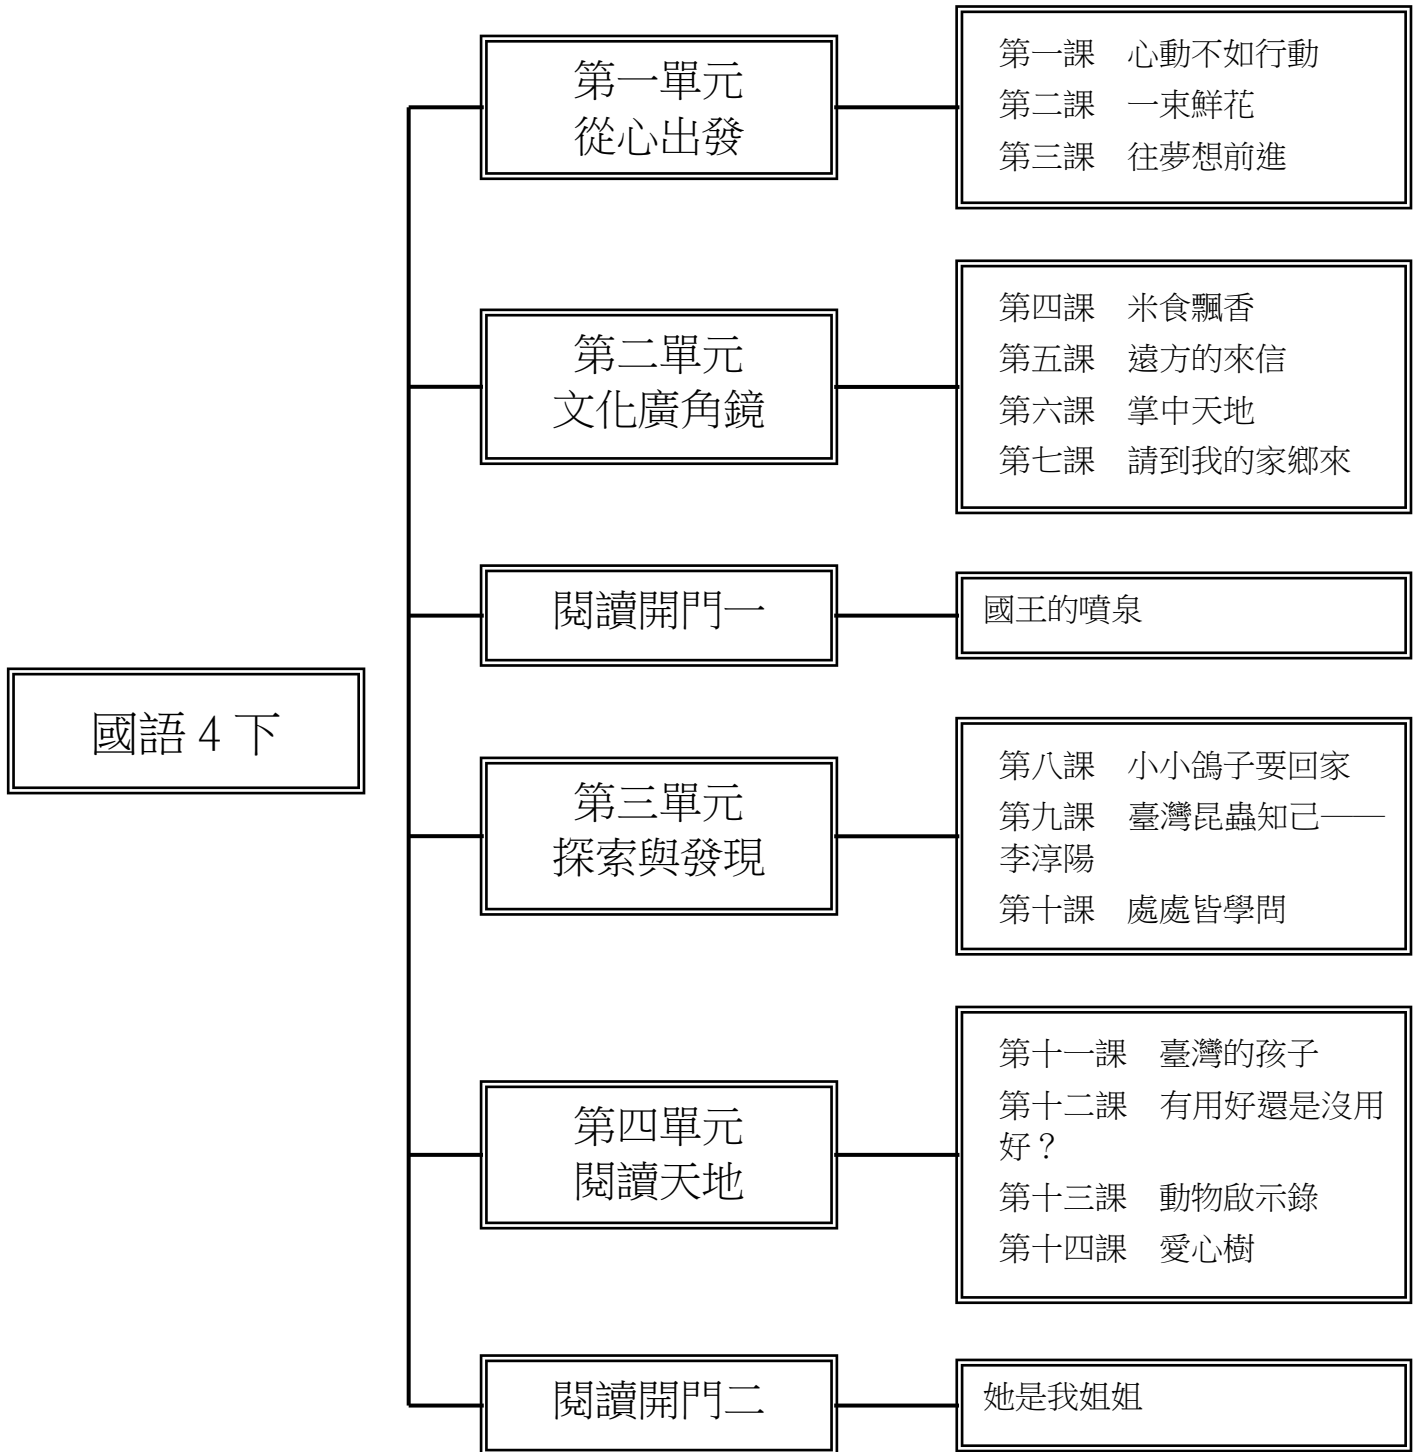 第一單元
從心出發
第一課　心動不如行動
第二課　一束鮮花
第三課　往夢想前進
第二單元
文化廣角鏡
第四課　米食飄香
第五課　遠方的來信
第六課　掌中天地
第七課　請到我的家鄉來
閱讀開門一
國王的噴泉
國語 4 下
第三單元
探索與發現
第八課　小小鴿子要回家
第九課　臺灣昆蟲知己——
李淳陽
第十課　處處皆學問
第四單元
閱讀天地
第十一課　臺灣的孩子
第十二課　有用好還是沒用
好？
第十三課　動物啟示錄
第十四課　愛心樹
閱讀開門二
她是我姐姐